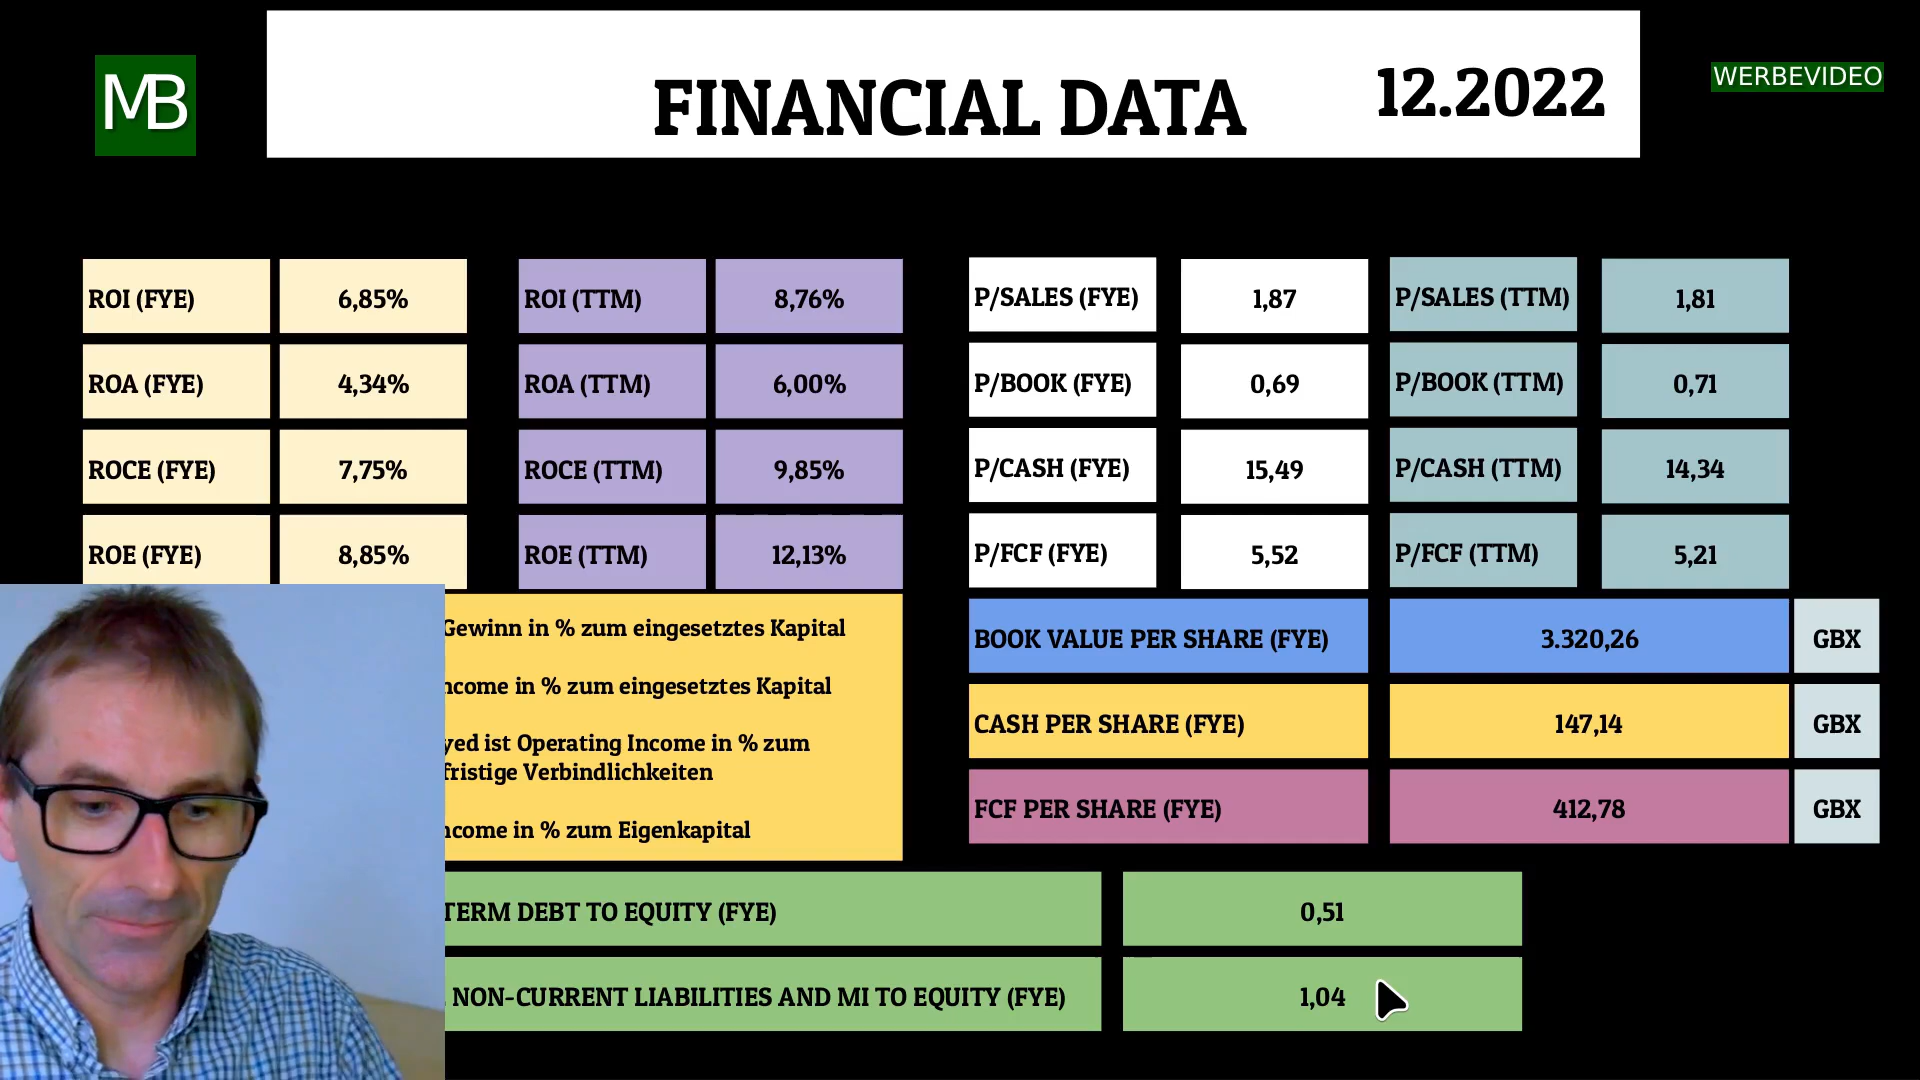 MB
FINANCIAL DATA
12.2022
WERBEVIDEO
ROI (FYE) 6,85% ROI (TTM) 8,76% P/SALES (FYE) 1,87 P/SALES (TTM) 1,81
ROA (FYE) 4,34% ROA (TTM) 6,00% P/BOOK (FYE) 0,69 P/BOOK (TTM) 0,71
ROCE (FYE) 7,75% ROCE (TTM) 9,85% P/CASH (FYE) 15,49 P/CASH (TTM) 14,34
ROE (FYE) 8,85% ROE (TTM) 12,13% P/FCF (FYE) 5,52 P/FCF (TTM) 5,21
Gewinn in % zum eingesetztes Kapital
in % zum eingesetztes Kapital
ist Operating Income in % zum
Verbindlichkeiten
in % zum Eigenkapital
BOOK VALUE PER SHARE (FYE) 3.320,26 GBX
CASH PER SHARE (FYE) 147,14 GBX
FCF PER SHARE (FYE) 412,78 GBX
TERM DEBT TO EQUITY (FYE) 0,51
NON-CURRENT LIABILITIES AND MI TO EQUITY (FYE) 1,04